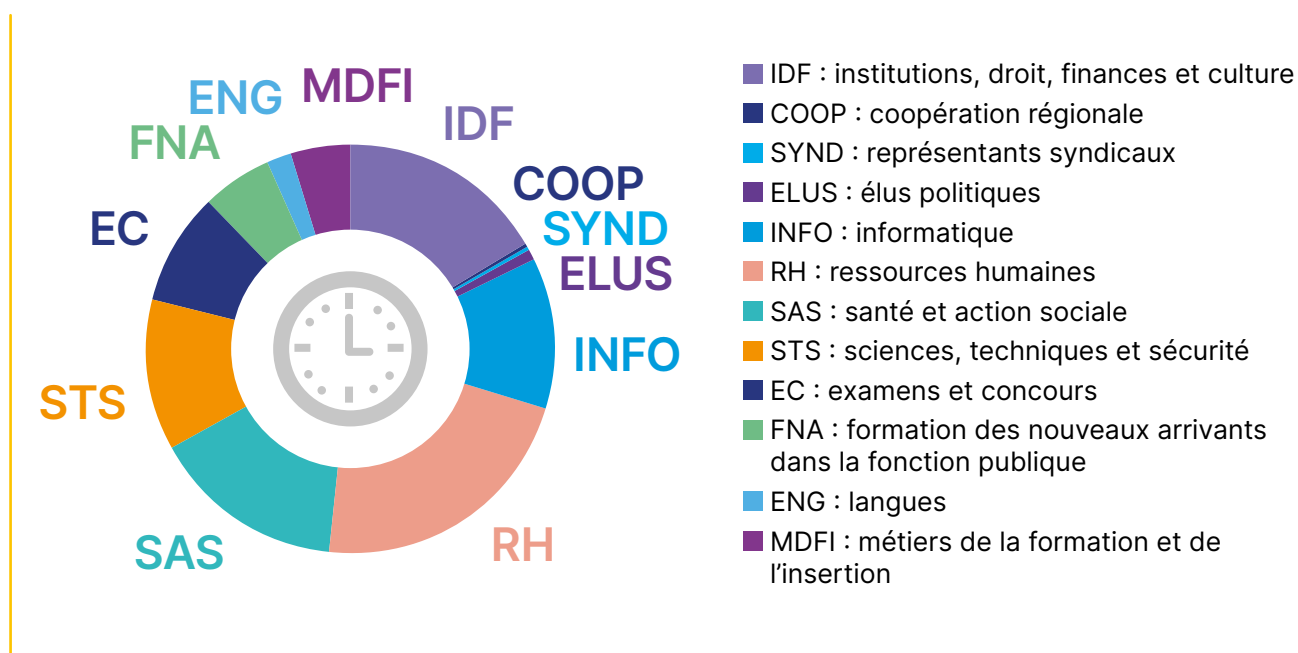 MDFI
ENG
IDF
FNA
COOP
EC
SYND
ELUS
INFO
STS
RH
SAS
IDF : institutions, droit, finances et culture
COOP : coopération régionale
SYND : représentants syndicaux
ELUS : élus politiques
INFO : informatique
RH : ressources humaines
SAS : santé et action sociale
STS : sciences, techniques et sécurité
EC : examens et concours
FNA : formation des nouveaux arrivants
dans la fonction publique
ENG : langues
MDFI : métiers de la formation et de
l’insertion